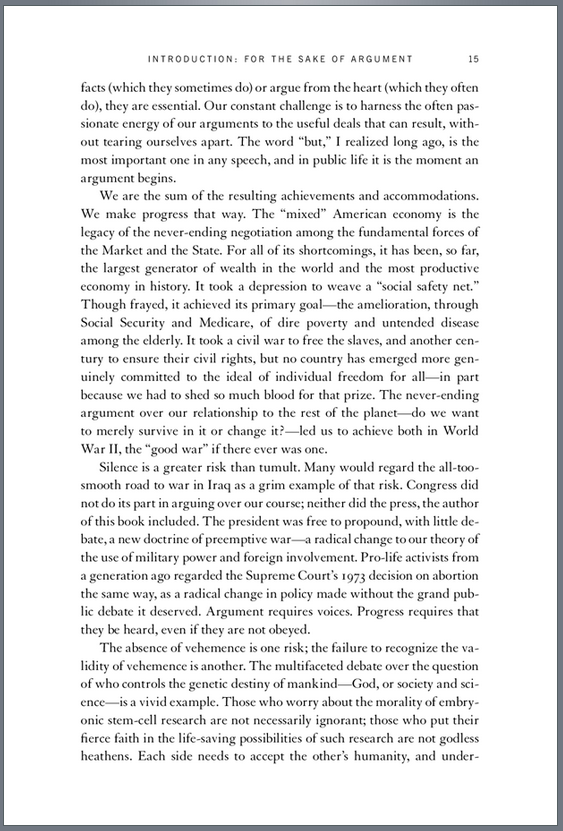 INTRODUCTION: FOR THE SAKE OF ARGUMENT 15
facts (which they sometimes do) or argue from the heart (which they often
do), they are essential. Our constant challenge is to harness the often pas-
sionate energy of our arguments to the useful deals that can result, with-
out tearing ourselves apart. The word “but,” I realized long ago, is the
most important one in any speech, and in public life it is the moment an
argument begins.
We are the sum of the resulting achievements and accommodations.
We make progress that way. The “mixed” American economy is the
legacy of the never-ending negotiation among the fundamental forces of
the Market and the State. For all of its shortcomings, it has been, so far,
the largest generator of wealth in the world and the most productive
economy in history. It took a depression to weave a “social safety net.”
Though frayed, it achieved its primary goal—the amelioration, through
Social Security and Medicare, of dire poverty and untended disease
among the elderly. It took a civil war to free the slaves, and another cen-
tury to ensure their civil rights, but no country has emerged more gen-
uinely committed to the ideal of individual freedom for all—in part
because we had to shed so much blood for that prize. The never-ending
argument over our relationship to the rest of the planet—do we want
to merely survive in it or change it?—led us to achieve both in World
War II, the “good war” if there ever was one.
Silence is a greater risk than tumult. Many would regard the all-too-
smooth road to war in Iraq as a grim example of that risk. Congress did
not do its part in arguing over our course; neither did the press, the author
of this book included. The president was free to propound, with little de-
bate, a new doctrine of preemptive war—a radical change to our theory of
the use of military power and foreign involvement. Pro-life activists from
a generation ago regarded the Supreme Court’s 1973 decision on abortion
the same way, as a radical change in policy made without the grand pub-
lic debate it deserved. Argument requires voices. Progress requires that
they be heard, even if they are not obeyed.
The absence of vehemence is one risk; the failure to recognize the va-
lidity of vehemence is another. The multifaceted debate over the question
of who controls the genetic destiny of mankind—God, or society and sci-
ence—is a vivid example. Those who worry about the morality of embry-
onic stem-cell research are not necessarily ignorant; those who put their
fierce faith in the life-saving possibilities of such research are not godless
heathens. Each side needs to accept the other’s humanity, and under-